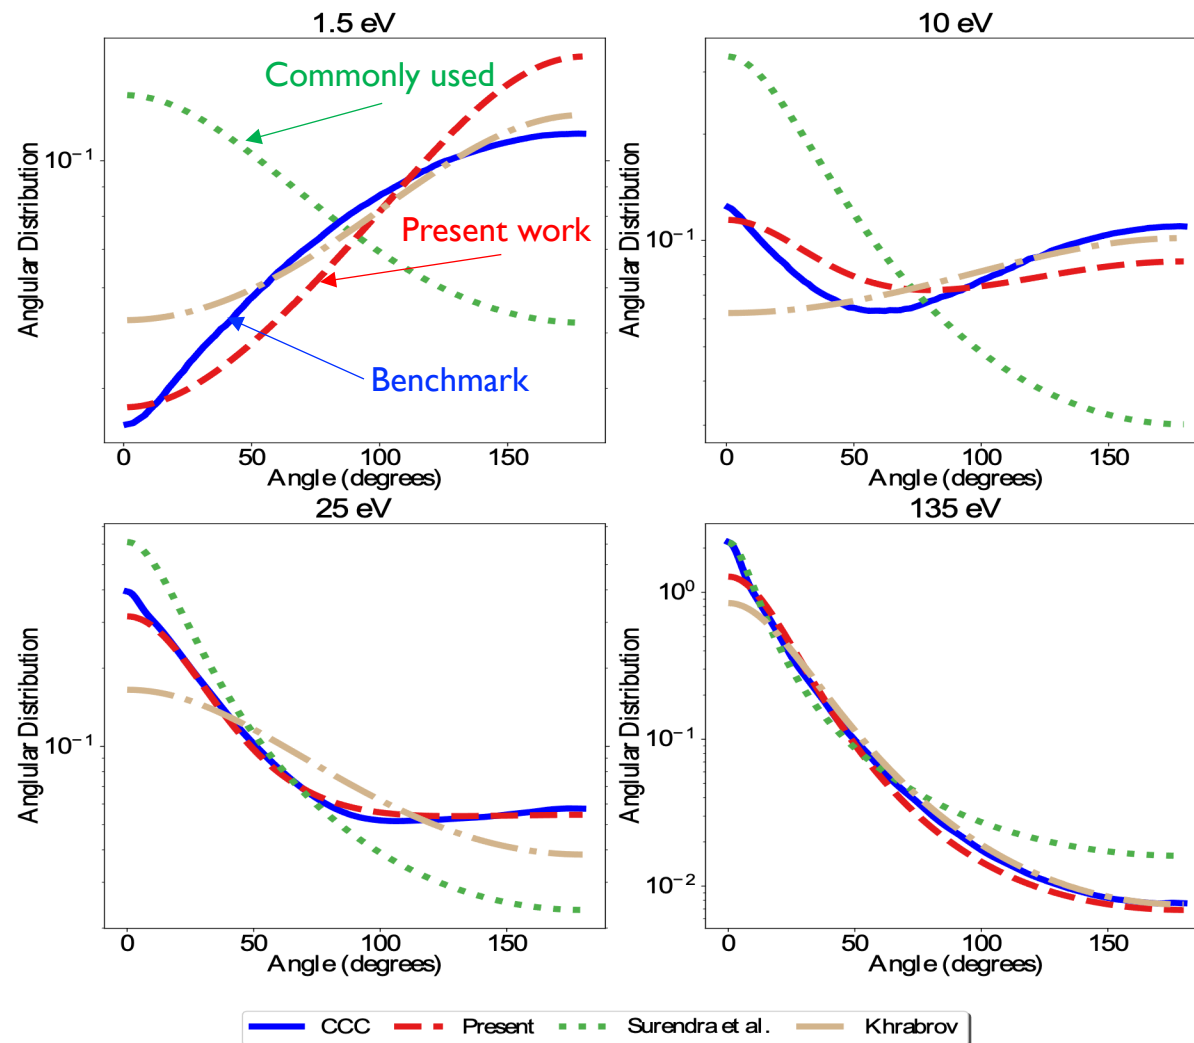 1.5 eV
10 eV
Commonly used
Present work
Benchmark
10⁻¹
10⁻¹
Anglular Distribution
Anglular Distribution
0 50 100 150
0 50 100 150
Angle (degrees)
Angle (degrees)
25 eV
135 eV
10⁻¹
10⁰
10⁻¹
10⁻²
Anglular Distribution
Anglular Distribution
0 50 100 150
0 50 100 150
Angle (degrees)
Angle (degrees)
CCC Present Surendra et al. Khrabrov